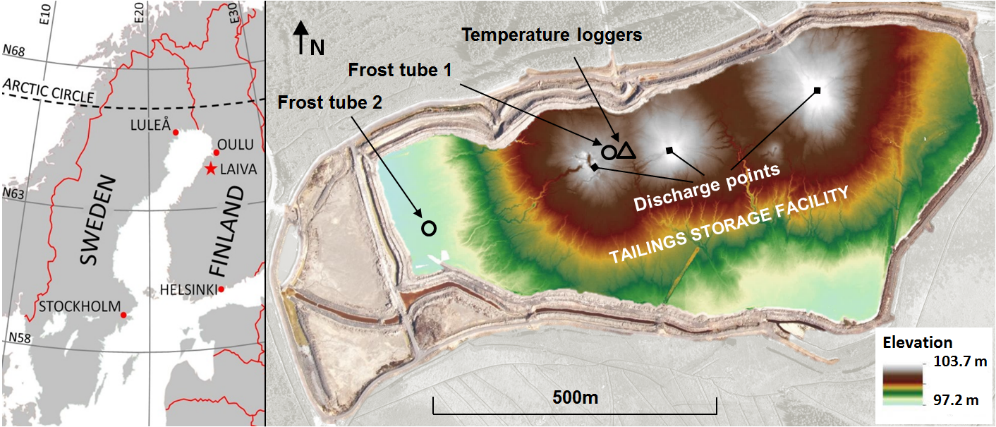 E10
E20
E30
N68
ARCTIC CIRCLE
LULEÅ
OULU
LAIVA
N63
SWEDEN
FINLAND
HELSINKI
STOCKHOLM
N58
N
Temperature loggers
Frost tube 1
Frost tube 2
Discharge points
TAILINGS STORAGE FACILITY
500m
Elevation
103.7 m
97.2 m